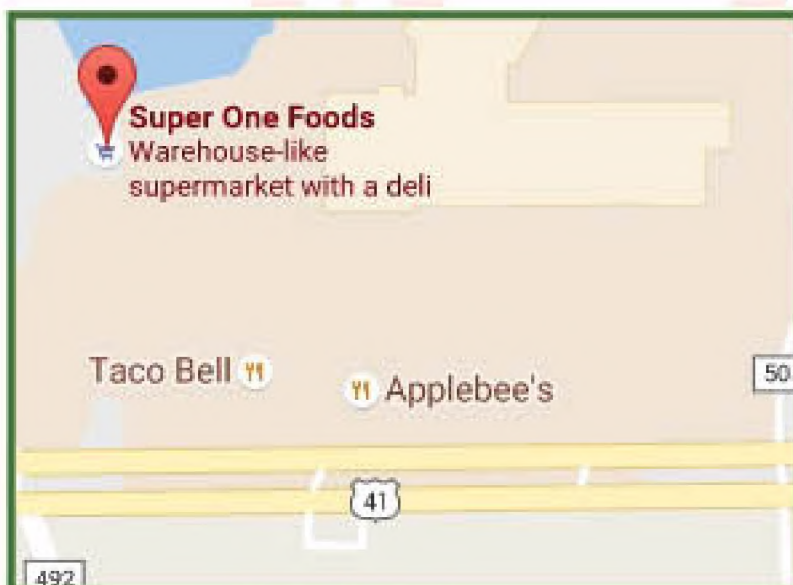 Super One Foods
Warehouse-like
supermarket with a deli
Taco Bell
Applebee's
50
41
492